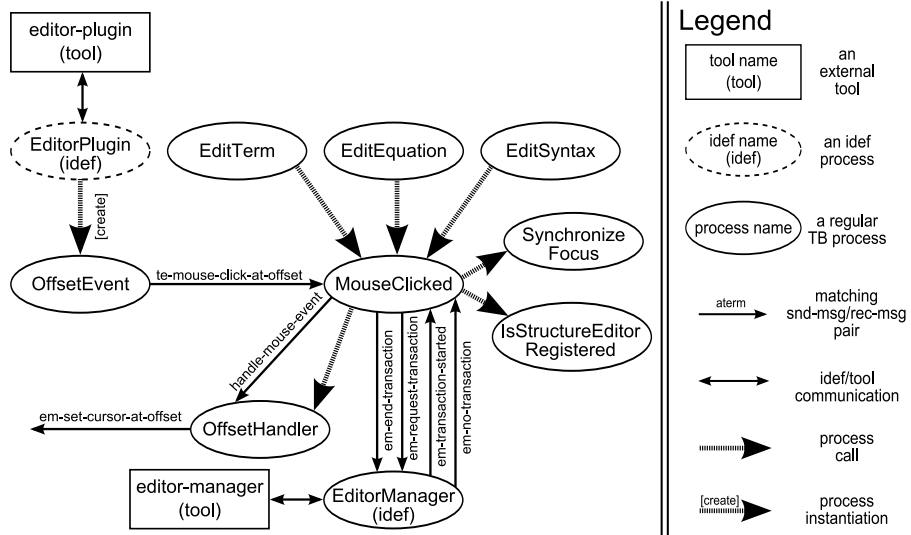 editor-plugin
(tool)
EditorPlugin
(idef)
EditTerm
EditEquation
EditSyntax
[create]
OffsetEvent
te-mouse-click-at-offset
MouseClicked
Synchronize
Focus
IsStructureEditor
Registered
handle-mouse-event
em-end-transaction
em-request-transaction
em-transaction-started
em-no-transaction
em-set-cursor-at-offset
OffsetHandler
editor-manager
(tool)
EditorManager
(idef)
Legend
tool name
(tool)
an
external
tool
idef name
(idef)
an idef
process
process name
a regular
TB process
aterm
matching
snd-msg/rec-msg
pair
idef/tool
communication
process
call
[create]
process
instantiation